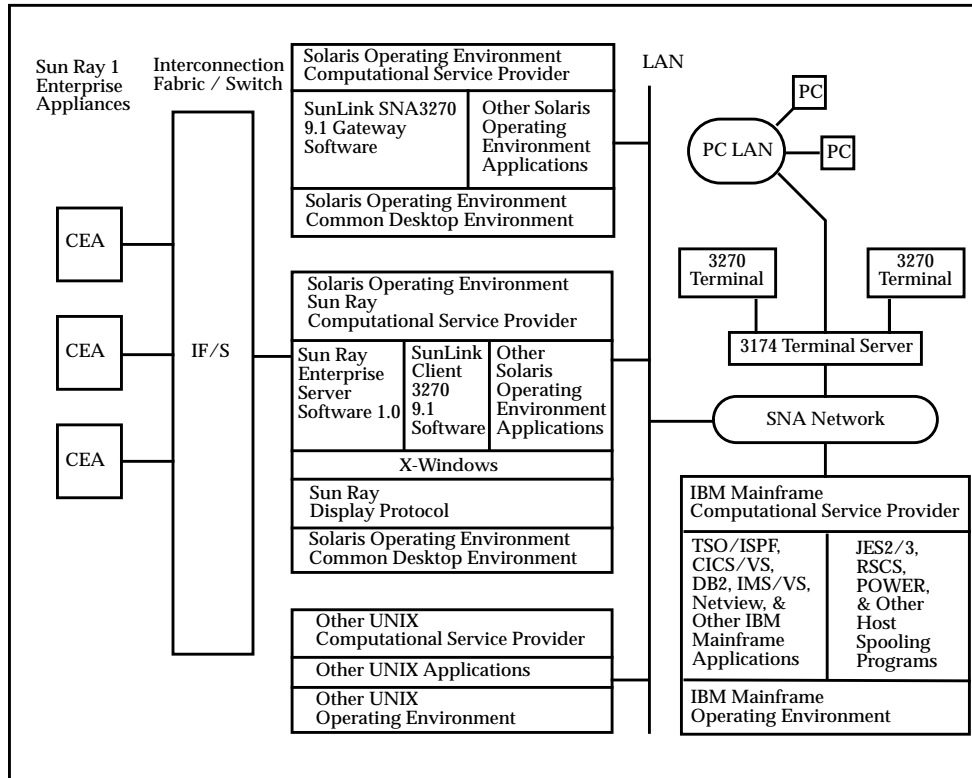 Sun Ray 1
Enterprise
Appliances
Interconnection
Fabric / Switch
CEA
CEA
CEA
IF/S
Solaris Operating Environment
Computational Service Provider
SunLink SNA3270
9.1 Gateway
Software
Other Solaris
Operating
Environment
Applications
Solaris Operating Environment
Common Desktop Environment
Solaris Operating Environment
Sun Ray
Computational Service Provider
Sun Ray
Enterprise
Server
Software 1.0
SunLink
Client
3270
9.1
Software
Other
Solaris
Operating
Environment
Applications
X-Windows
Sun Ray
Display Protocol
Solaris Operating Environment
Common Desktop Environment
Other UNIX
Computational Service Provider
Other UNIX Applications
Other UNIX
Operating Environment
LAN
PC
PC
PC LAN
3270
Terminal
3270
Terminal
3174 Terminal Server
SNA Network
IBM Mainframe
Computational Service Provider
TSO/ISPF,
CICS/VS,
DB2, IMS/VS,
Netview, &
Other IBM
Mainframe
Applications
JES2/3,
RSCS,
POWER,
& Other
Host
Spooling
Programs
IBM Mainframe
Operating Environment